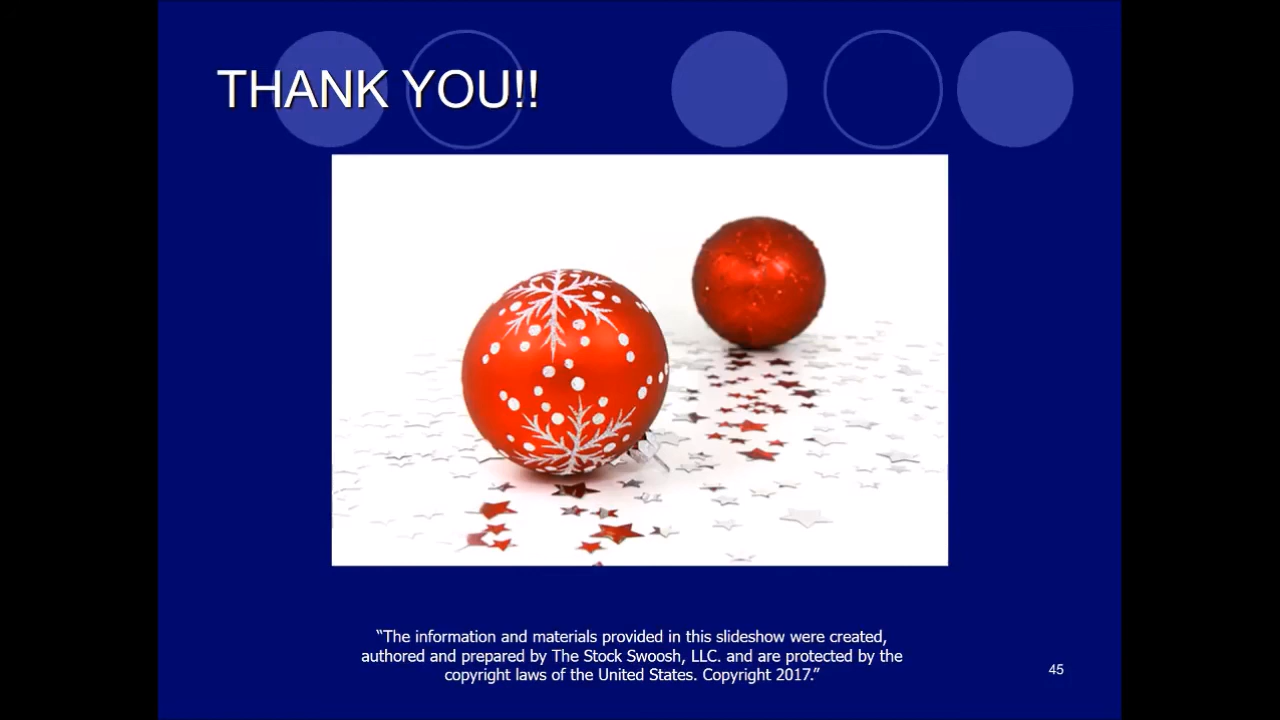 THANK YOU!!
“The information and materials provided in this slideshow were created,
authored and prepared by The Stock Swoosh, LLC. and are protected by the
copyright laws of the United States. Copyright 2017.”
45